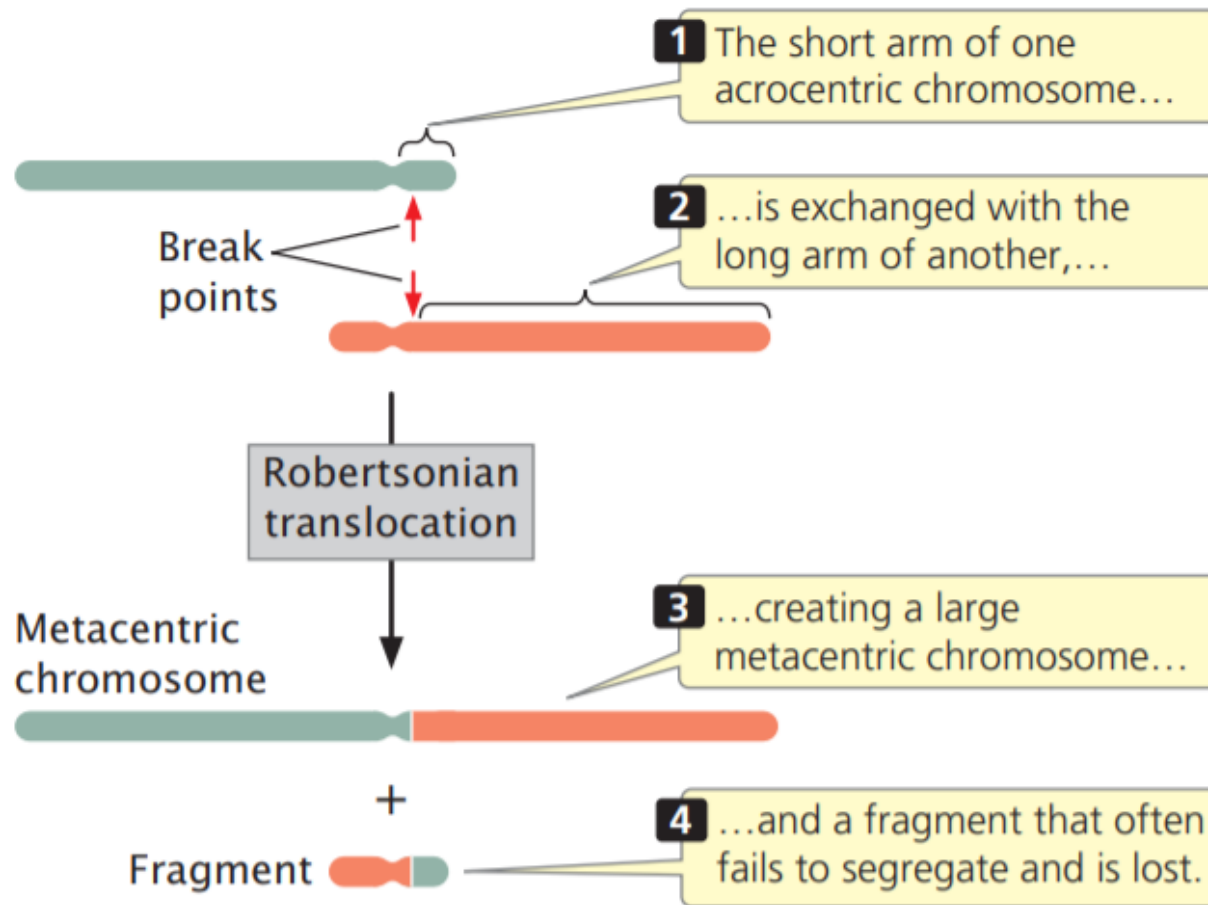 1 The short arm of one
acrocentric chromosome…
2 …is exchanged with the
long arm of another,…
Break
points
Robertsonian
translocation
3 …creating a large
metacentric chromosome…
Metacentric
chromosome
+
4 …and a fragment that often
fails to segregate and is lost.
Fragment